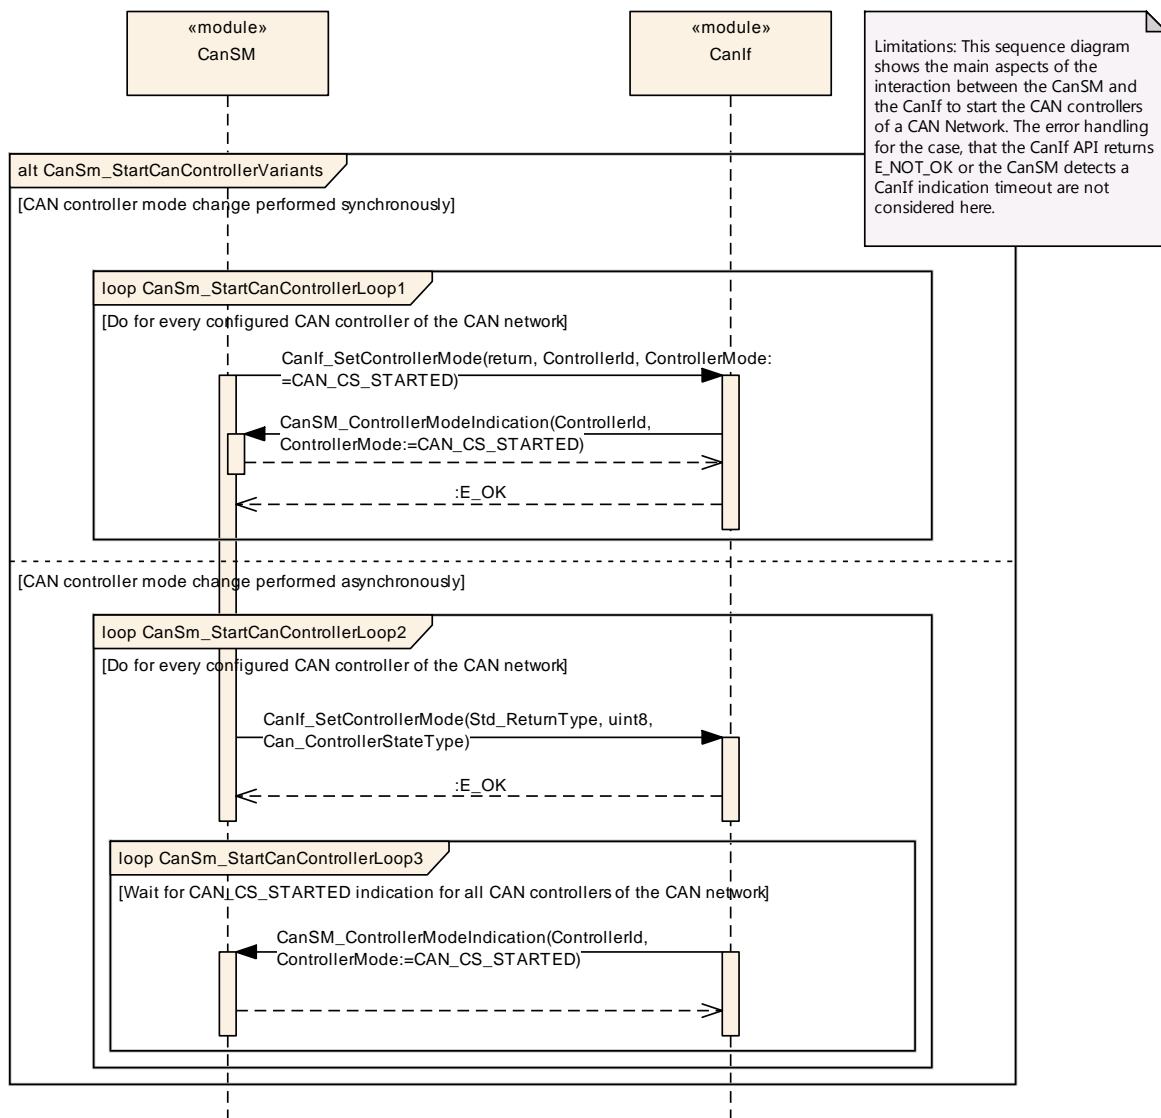 «module»
CanSM
«module»
CanIf
Limitations: This sequence diagram
shows the main aspects of the
interaction between the CanSM and
the CanIf to start the CAN controllers
of a CAN Network. The error handling
for the case, that the CanIf API returns
E_NOT_OK or the CanSM detects a
CanIf indication timeout are not
considered here.
alt CanSm_StartCanControllerVariants
[CAN controller mode change performed synchronously]
loop CanSm_StartCanControllerLoop1
[Do for every configured CAN controller of the CAN network]
CanIf_SetControllerMode(return, ControllerId, ControllerMode:
=CAN_CS_STARTED)
CanSM_ControllerModeIndication(ControllerId,
ControllerMode:=CAN_CS_STARTED)
:E_OK
[CAN controller mode change performed asynchronously]
loop CanSm_StartCanControllerLoop2
[Do for every configured CAN controller of the CAN network]
CanIf_SetControllerMode(Std_ReturnType, uint8,
Can_ControllerStateType)
:E_OK
loop CanSm_StartCanControllerLoop3
[Wait for CAN_CS_STARTED indication for all CAN controllers of the CAN network]
CanSM_ControllerModeIndication(ControllerId,
ControllerMode:=CAN_CS_STARTED)